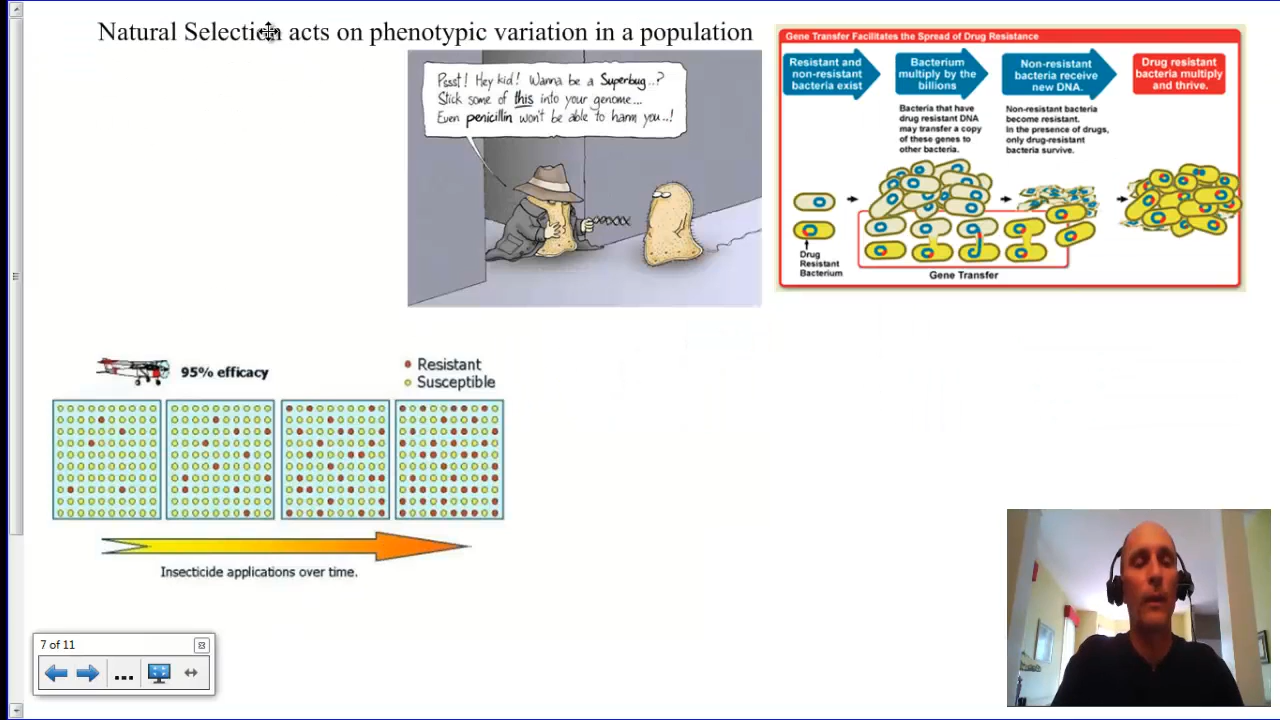 Natural Selection acts on phenotypic variation in a population
Pssst! Hey kid! Wanna be a Superbug..?
Stick some of this into your genome...
Even penicillin won't be able to harm you..!
Gene Transfer Facilitates the Spread of Drug Resistance
Resistant and
non-resistant
bacteria exist
Bacterium
multiply by the
billions
Non-resistant
bacteria receive
new DNA.
Drug resistant
bacteria multiply
and thrive.
Bacteria that have
drug resistant DNA
may transfer a copy
of these genes to
other bacteria.
Non-resistant bacteria
become resistant.
In the presence of drugs,
only drug-resistant
bacteria survive.
Drug
Resistant
Bacterium
Gene Transfer
95% efficacy
Resistant
Susceptible
Insecticide applications over time.
7 of 11
...